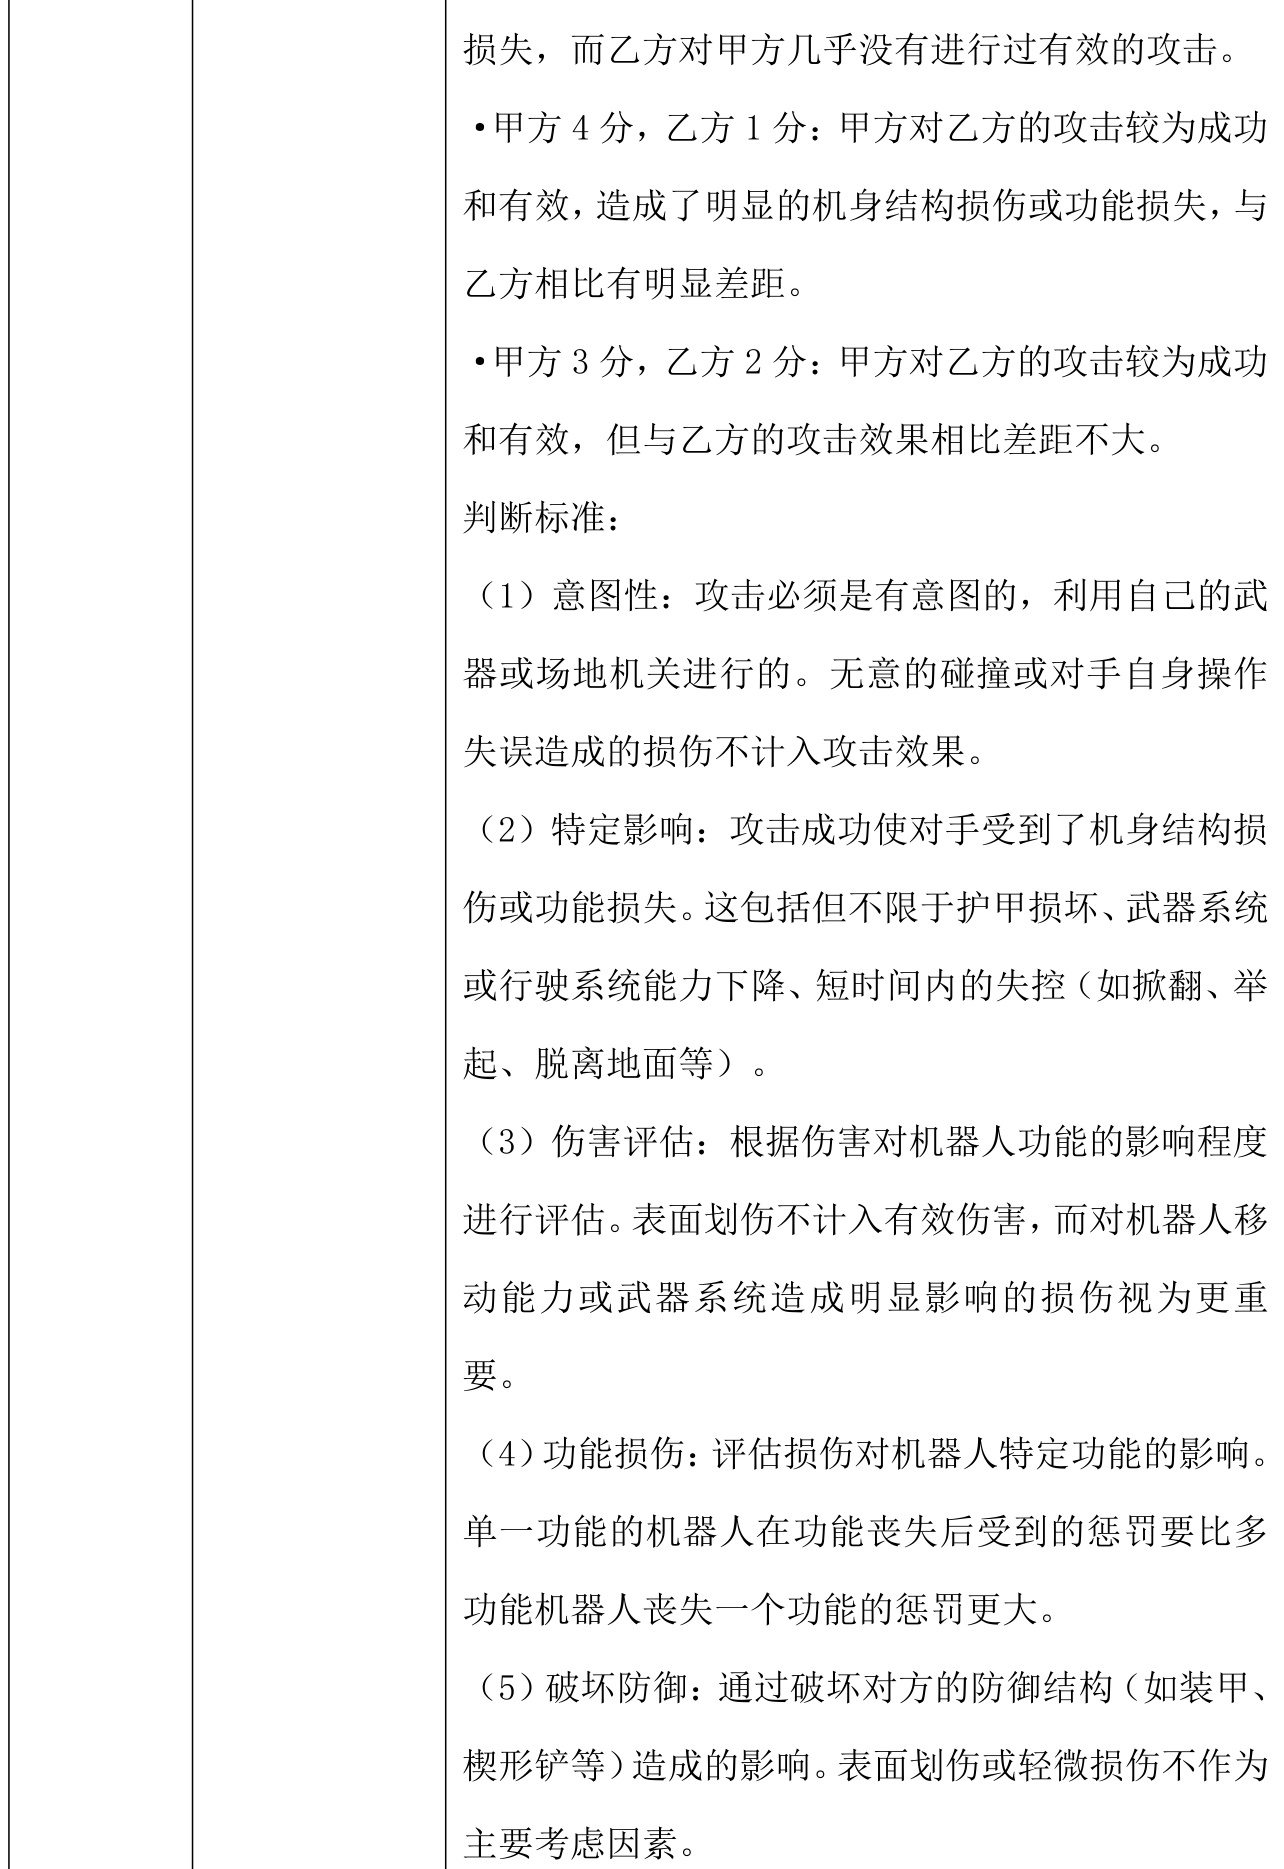 损失，而乙方对甲方几乎没有进行过有效的攻击。
•甲方 4 分，乙方 1 分：甲方对乙方的攻击较为成功
和有效，造成了明显的机身结构损伤或功能损失，与
乙方相比有明显差距。
•甲方 3 分，乙方 2 分：甲方对乙方的攻击较为成功
和有效，但与乙方的攻击效果相比差距不大。
判断标准：
（1）意图性：攻击必须是有意图的，利用自己的武
器或场地机关进行的。无意的碰撞或对手自身操作
失误造成的损伤不计入攻击效果。
（2）特定影响：攻击成功使对手受到了机身结构损
伤或功能损失。这包括但不限于护甲损坏、武器系统
或行驶系统能力下降、短时间内的失控（如掀翻、举
起、脱离地面等）。
（3）伤害评估：根据伤害对机器人功能的影响程度
进行评估。表面划伤不计入有效伤害，而对机器人移
动能力或武器系统造成明显影响的损伤视为更重
要。
（4）功能损伤：评估损伤对机器人特定功能的影响。
单一功能的机器人在功能丧失后受到的惩罚要比多
功能机器人丧失一个功能的惩罚更大。
（5）破坏防御：通过破坏对方的防御结构（如装甲、
楔形铲等）造成的影响。表面划伤或轻微损伤不作为
主要考虑因素。